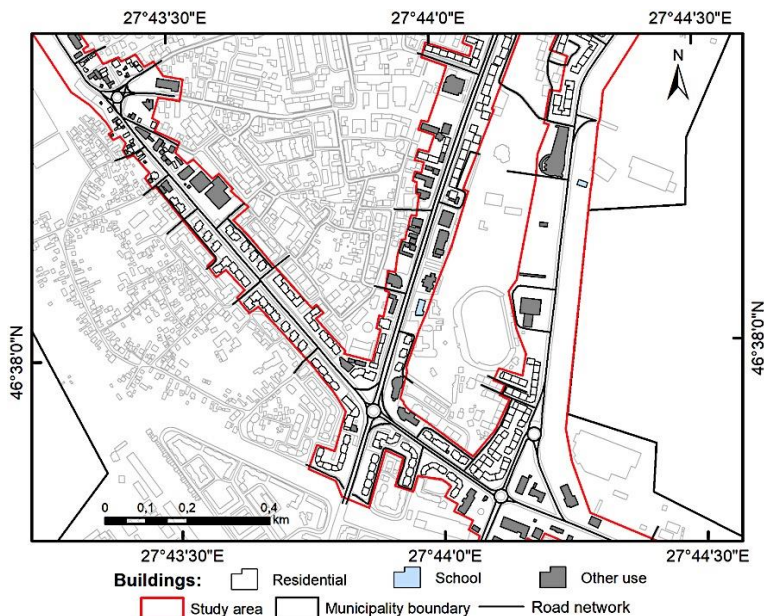 27°43'30"E 27°44'0"E 27°44'30"E
N
46°38'0"N 46°38'0"N
0 0,1 0,2 0,4
km
27°43'30"E 27°44'0"E 27°44'30"E
Buildings: Residential School Other use
Study area Municipality boundary Road network